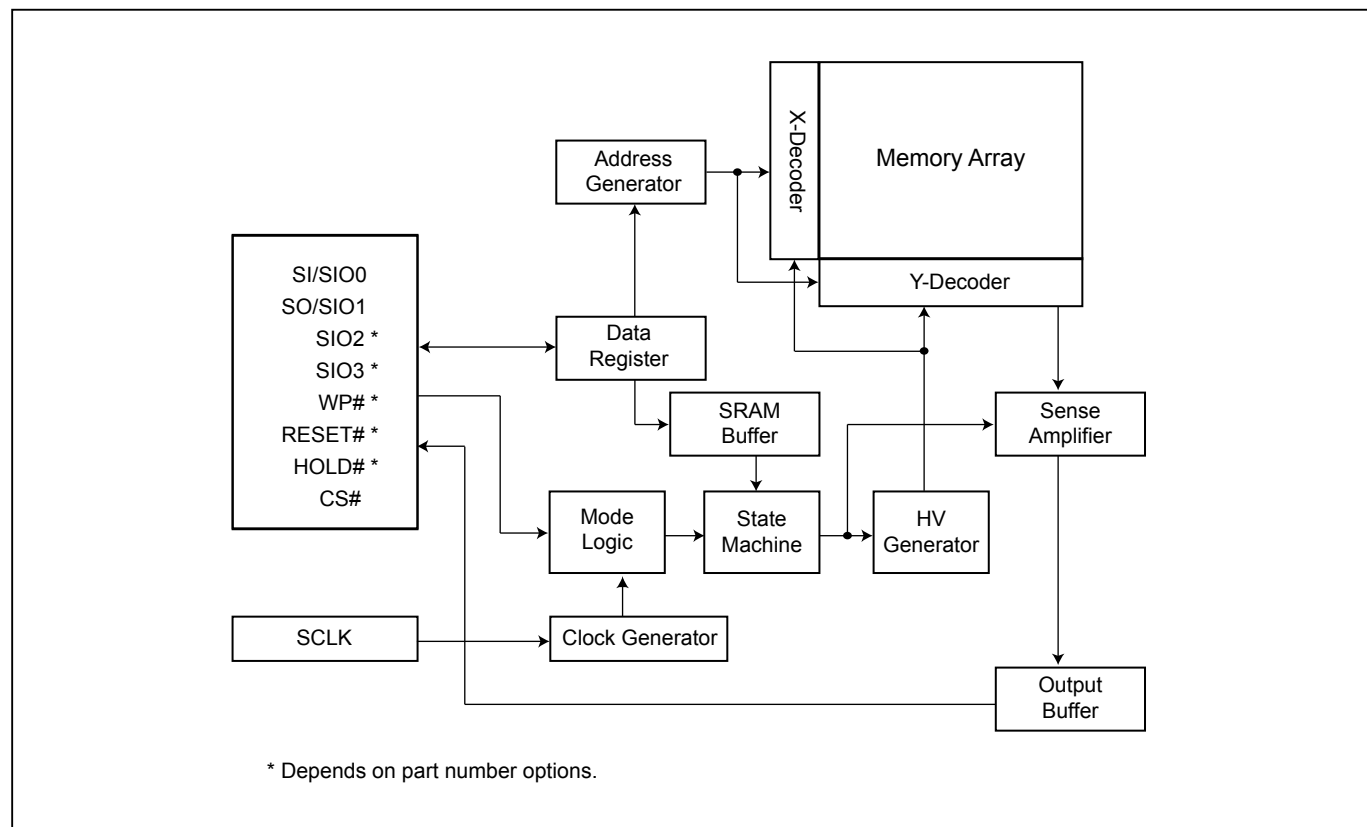 X-Decoder
Memory Array
Address
Generator
Y-Decoder
SI/SIO0
SO/SIO1
SIO2 *
SIO3 *
WP# *
RESET# *
HOLD# *
CS#
Data
Register
SRAM
Buffer
Sense
Amplifier
Mode
Logic
State
Machine
HV
Generator
SCLK
Clock Generator
Output
Buffer
* Depends on part number options.